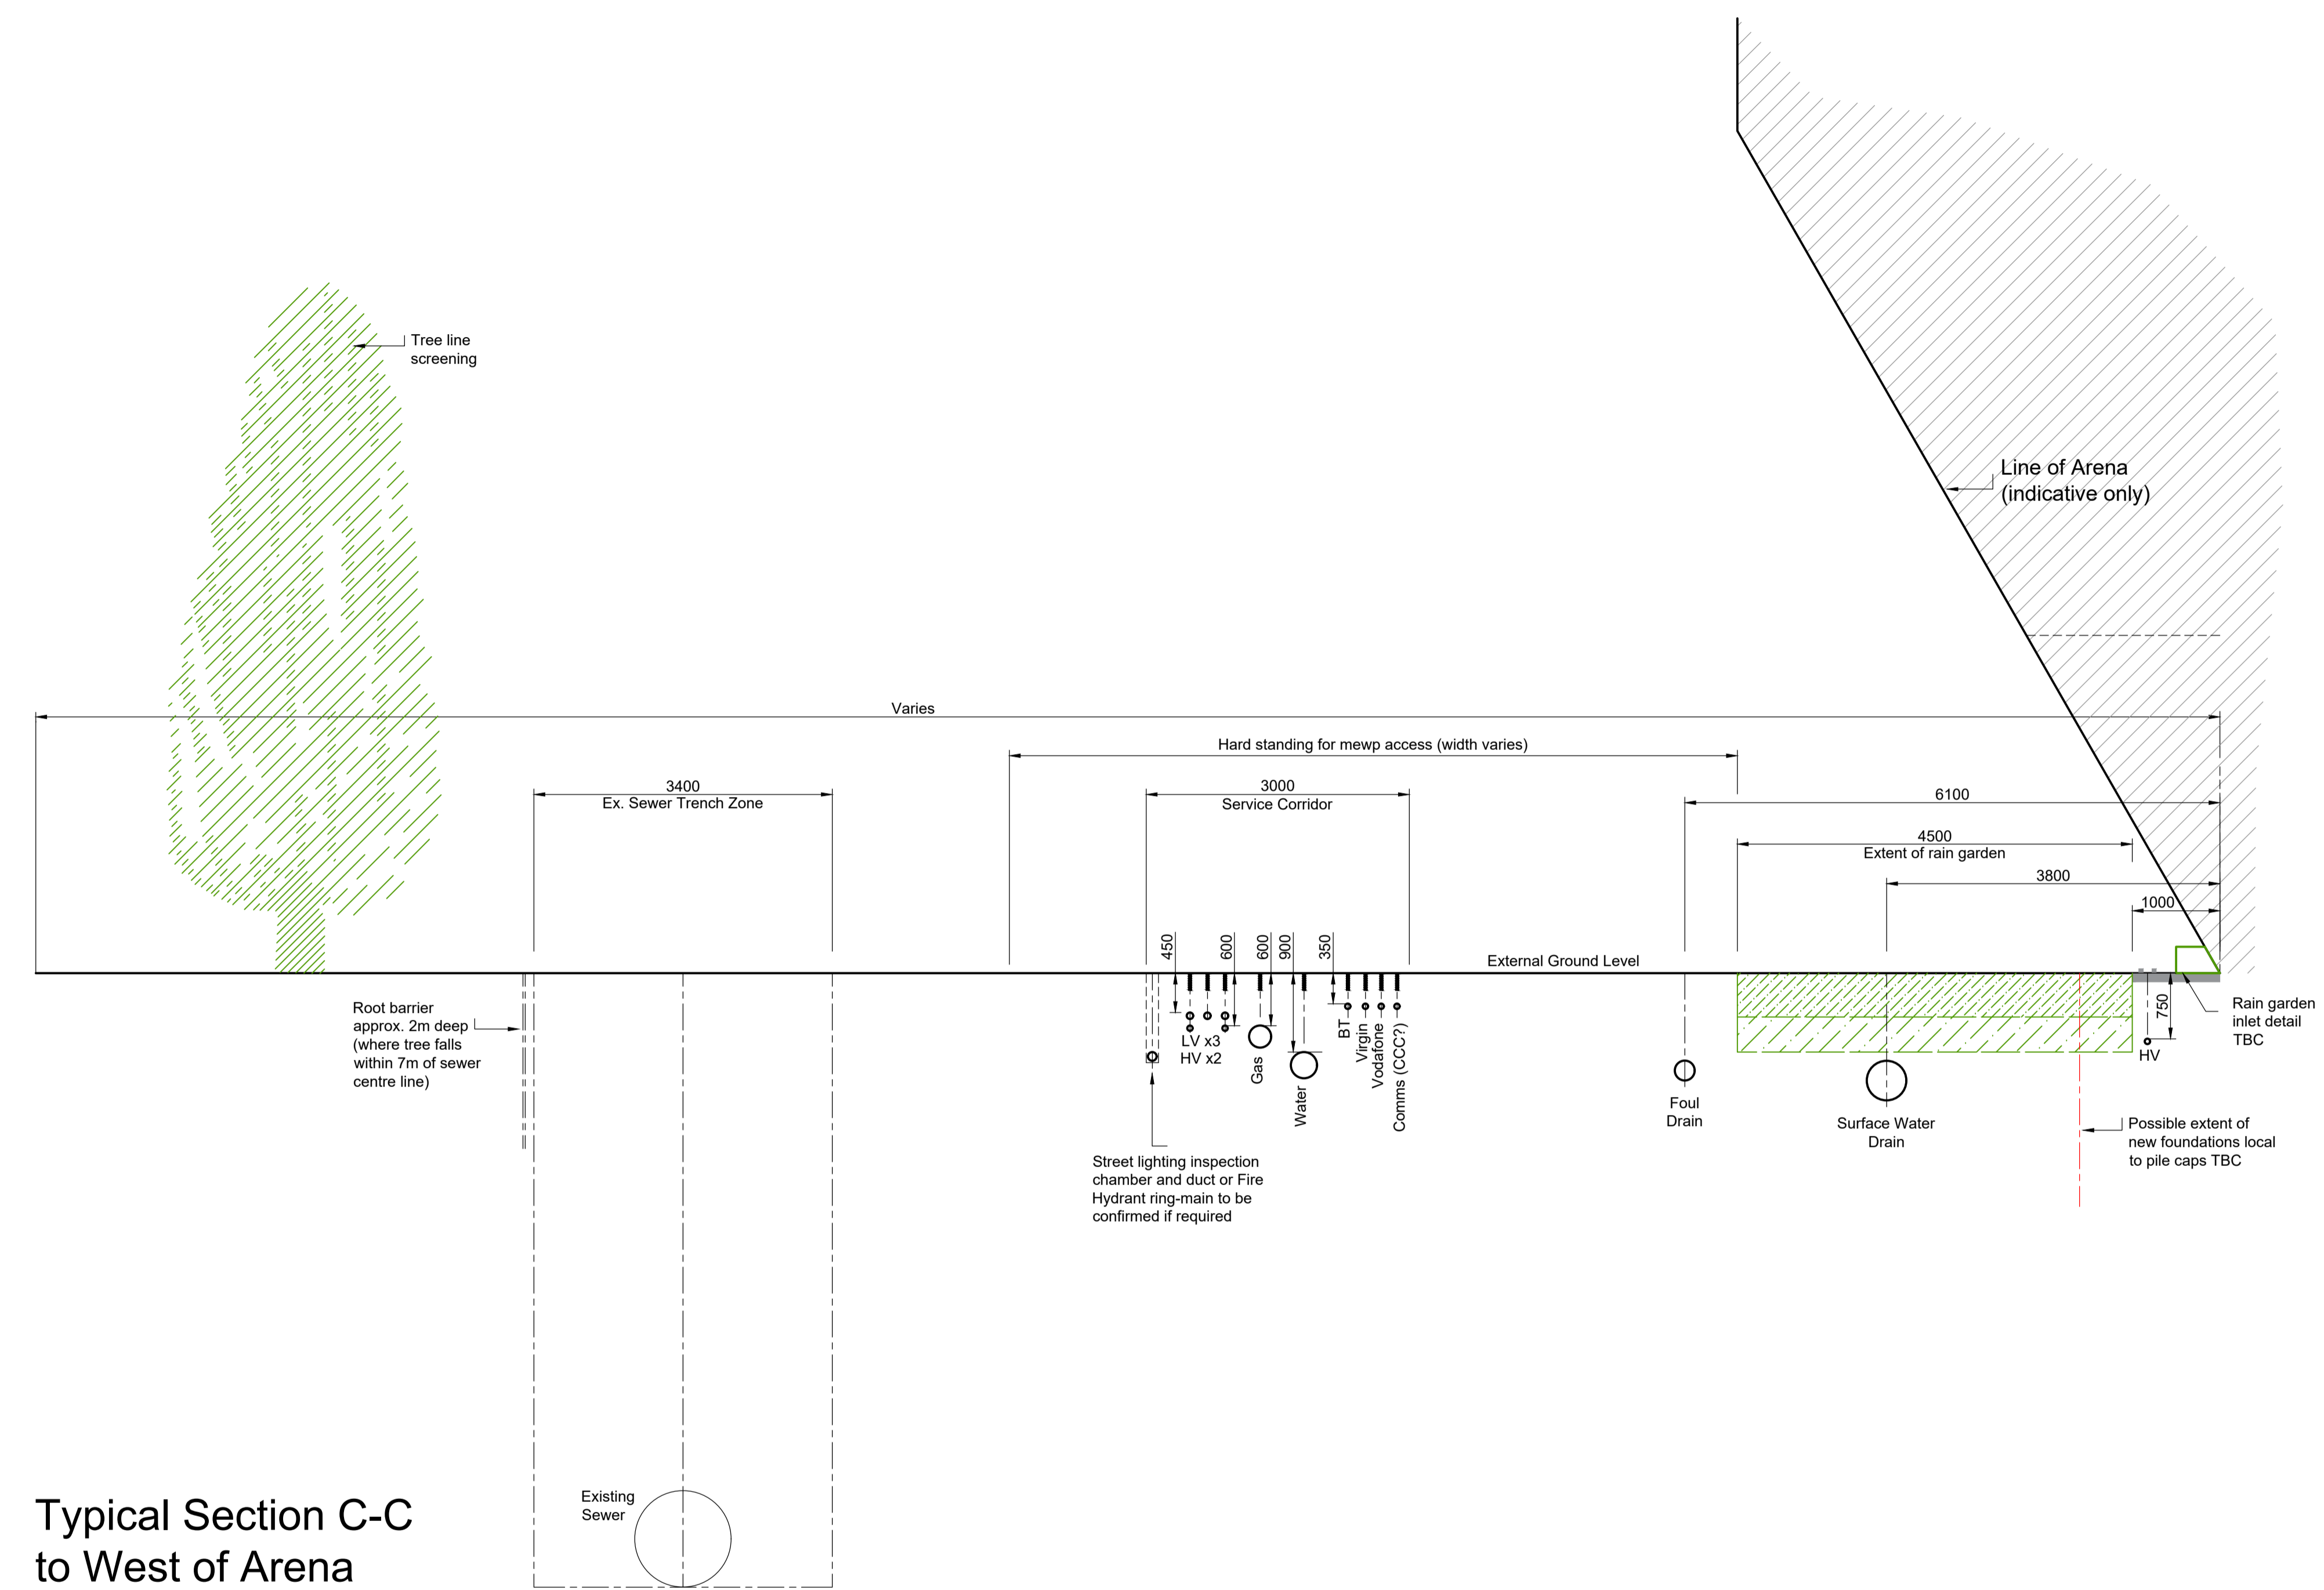 Tree line
screening
Line of Arena
(indicative only)
Varies
Hard standing for mewp access (width varies)
3400
Ex. Sewer Trench Zone
3000
Service Corridor
6100
4500
Extent of rain garden
3800
1000
450
600
600
900
350
External Ground Level
Root barrier
approx. 2m deep
(where tree falls
within 7m of sewer
centre line)
LV x3
HV x2
Gas
Water
BT
Virgin
Vodafone
Comms (CCC?)
Foul
Drain
Surface Water
Drain
750
HV
Rain garden
inlet detail
TBC
Possible extent of
new foundations local
to pile caps TBC
Street lighting inspection
chamber and duct or Fire
Hydrant ring-main to be
confirmed if required
Existing
Sewer
Typical Section C-C
to West of Arena